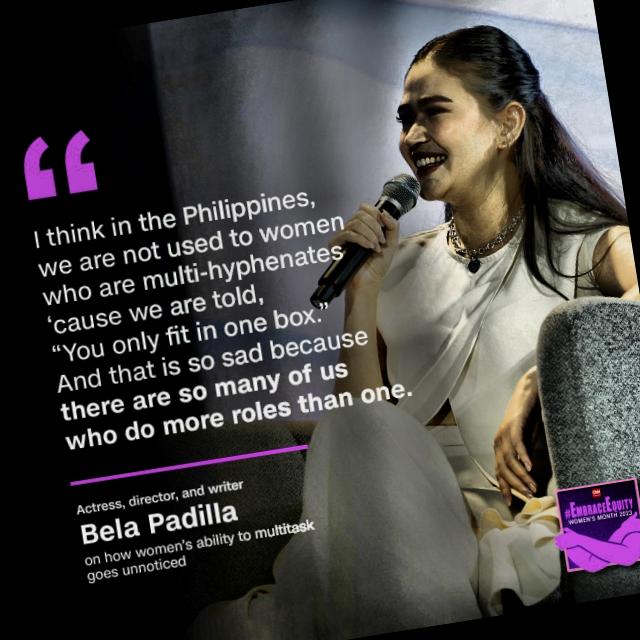 “
I think in the Philippines,
we are not used to women
who are multi-hyphenates
‘cause we are told,
“You only fit in one box.”
And that is so sad because
there are so many of us
who do more roles than one.
Actress, director, and writer
Bela Padilla
on how women's ability to multitask
goes unnoticed
CNN
#EMBRACEEQUITY
WOMEN'S MONTH 2023